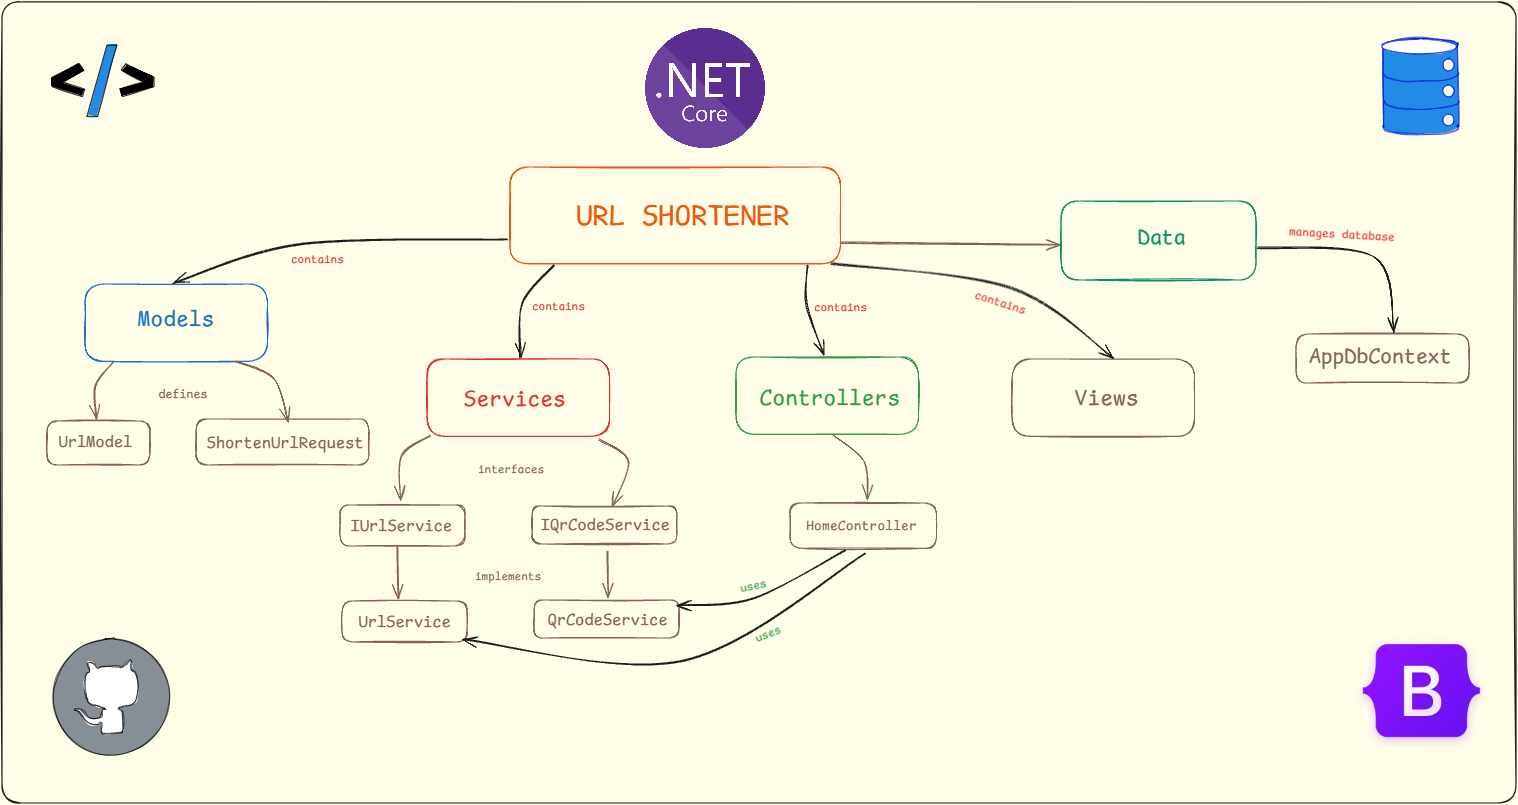 </>
.NET
Core
URL SHORTENER
Data
manages database
contains
Models
contains
contains
contains
AppDbContext
defines
Services
Controllers
Views
UrlModel
ShortenUrlRequest
interfaces
IUrlService
IQrCodeService
HomeController
implements
uses
UrlService
QrCodeService
uses
B